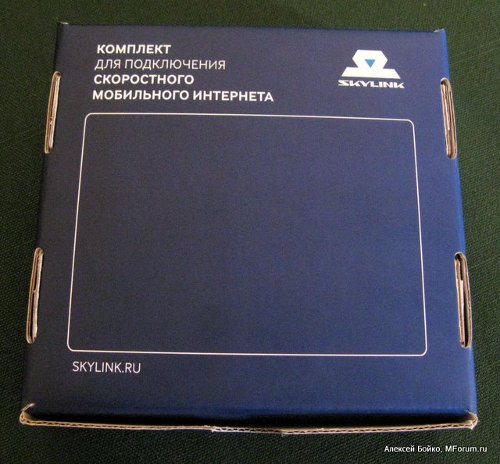 КОМПЛЕКТ
ДЛЯ ПОДКЛЮЧЕНИЯ
СКОРОСТНОГО
МОБИЛЬНОГО ИНТЕРНЕТА
SKYLINK
SKYLINK.RU
Алексей Бойко, MForum.ru